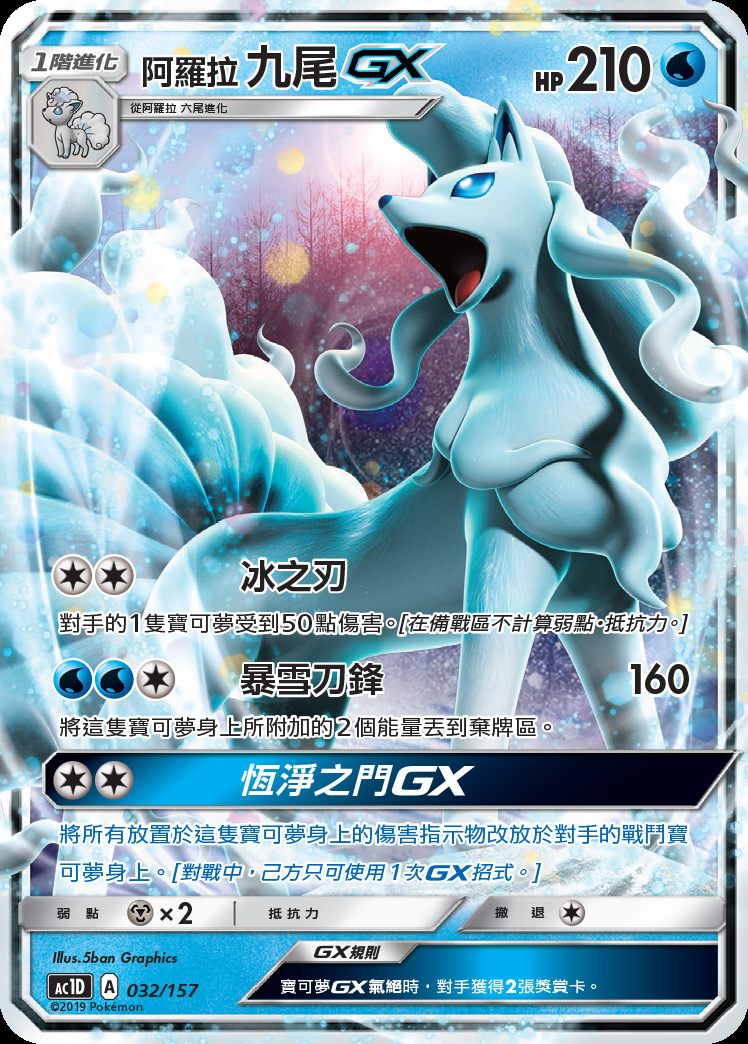 1階進化
阿羅拉 九尾GX
HP210
從阿羅拉 六尾進化
冰之刃
對手的1隻寶可夢受到50點傷害。[在備戰區不計算弱點・抵抗力。]
暴雪刀鋒 160
將這隻寶可夢身上所附加的2個能量丟到棄牌區。
恆淨之門GX
將所有放置於這隻寶可夢身上的傷害指示物改放於對手的戰鬥寶
可夢身上。[對戰中,己方只可使用1次GX招式。]
弱點 ×2 抵抗力 撤退
Illus.5ban Graphics
GX規則
寶可夢GX氣絕時,對手獲得2張獎賞卡。
AC1D A 032/157
©2019 Pokémon